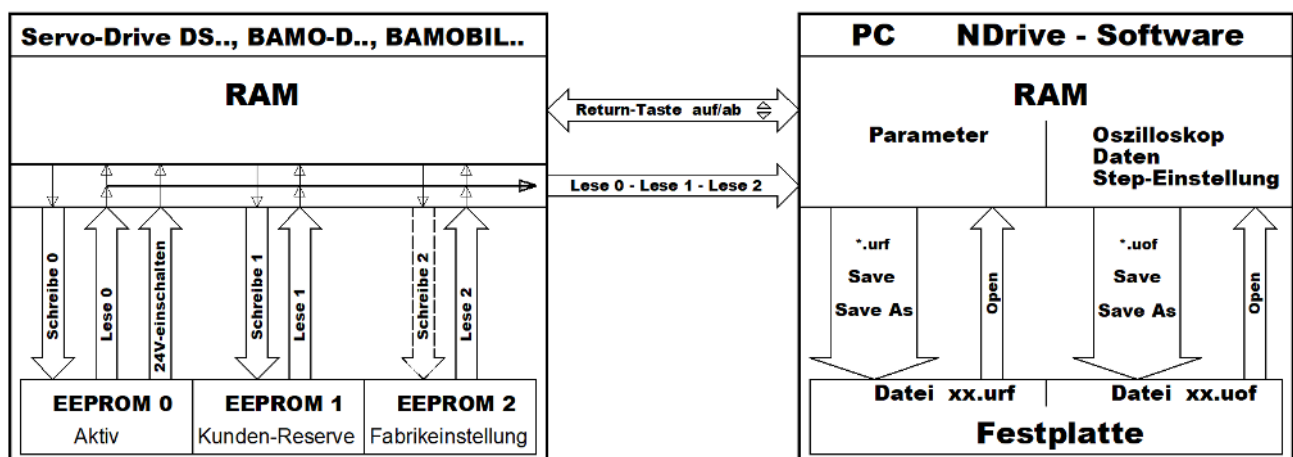 Servo-Drive DS.., BAMO-D.., BAMOBIL..
RAM
Schreibe 0
Lese 0
24V-einschalten
Schreibe 1
Lese 1
Schreibe 2
Lese 2
EEPROM 0
Aktiv
EEPROM 1
Kunden-Reserve
EEPROM 2
Fabrikeinstellung
Return-Taste auf/ab
Lese 0 - Lese 1 - Lese 2
PC NDrive - Software
RAM
Parameter
Oszilloskop
Daten
Step-Einstellung
*.urf
Save
Save As
Open
*.uof
Save
Save As
Open
Datei xx.urf
Datei xx.uof
Festplatte